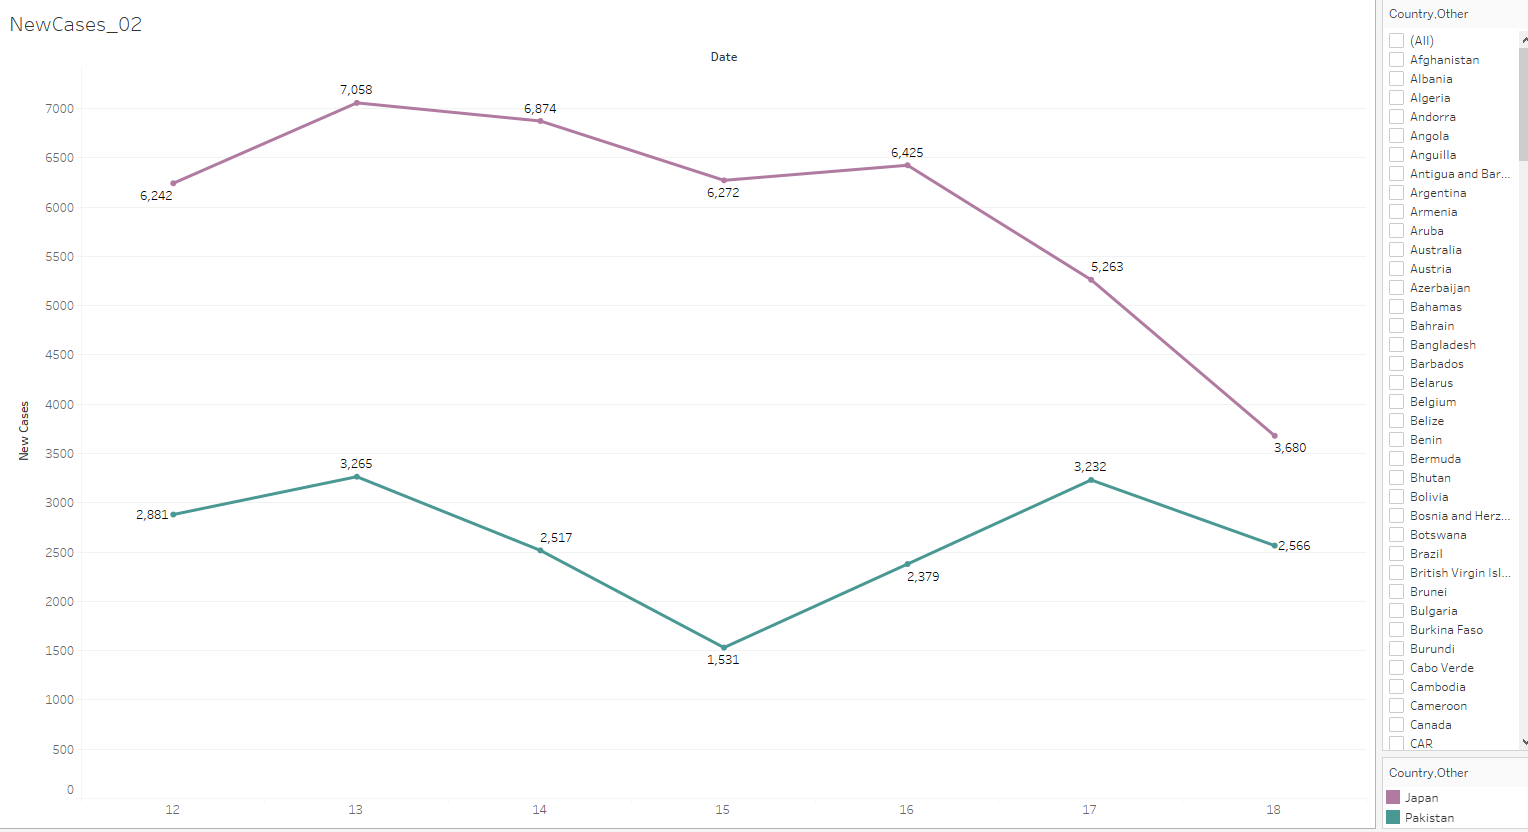 NewCases_02
Date
7000
6500
6000
5500
5000
4500
4000
3500
3000
2500
2000
1500
1000
500
0
New Cases
6,242
7,058
6,874
6,272
6,425
5,263
3,680
2,881
3,265
2,517
1,531
2,379
3,232
2,566
12 13 14 15 16 17 18
Country,Other
(All)
Afghanistan
Albania
Algeria
Andorra
Angola
Anguilla
Antigua and Bar...
Argentina
Armenia
Aruba
Australia
Austria
Azerbaijan
Bahamas
Bahrain
Bangladesh
Barbados
Belarus
Belgium
Belize
Benin
Bermuda
Bhutan
Bolivia
Bosnia and Herz...
Botswana
Brazil
British Virgin Isl...
Brunei
Bulgaria
Burkina Faso
Burundi
Cabo Verde
Cambodia
Cameroon
Canada
CAR
Country,Other
Japan
Pakistan